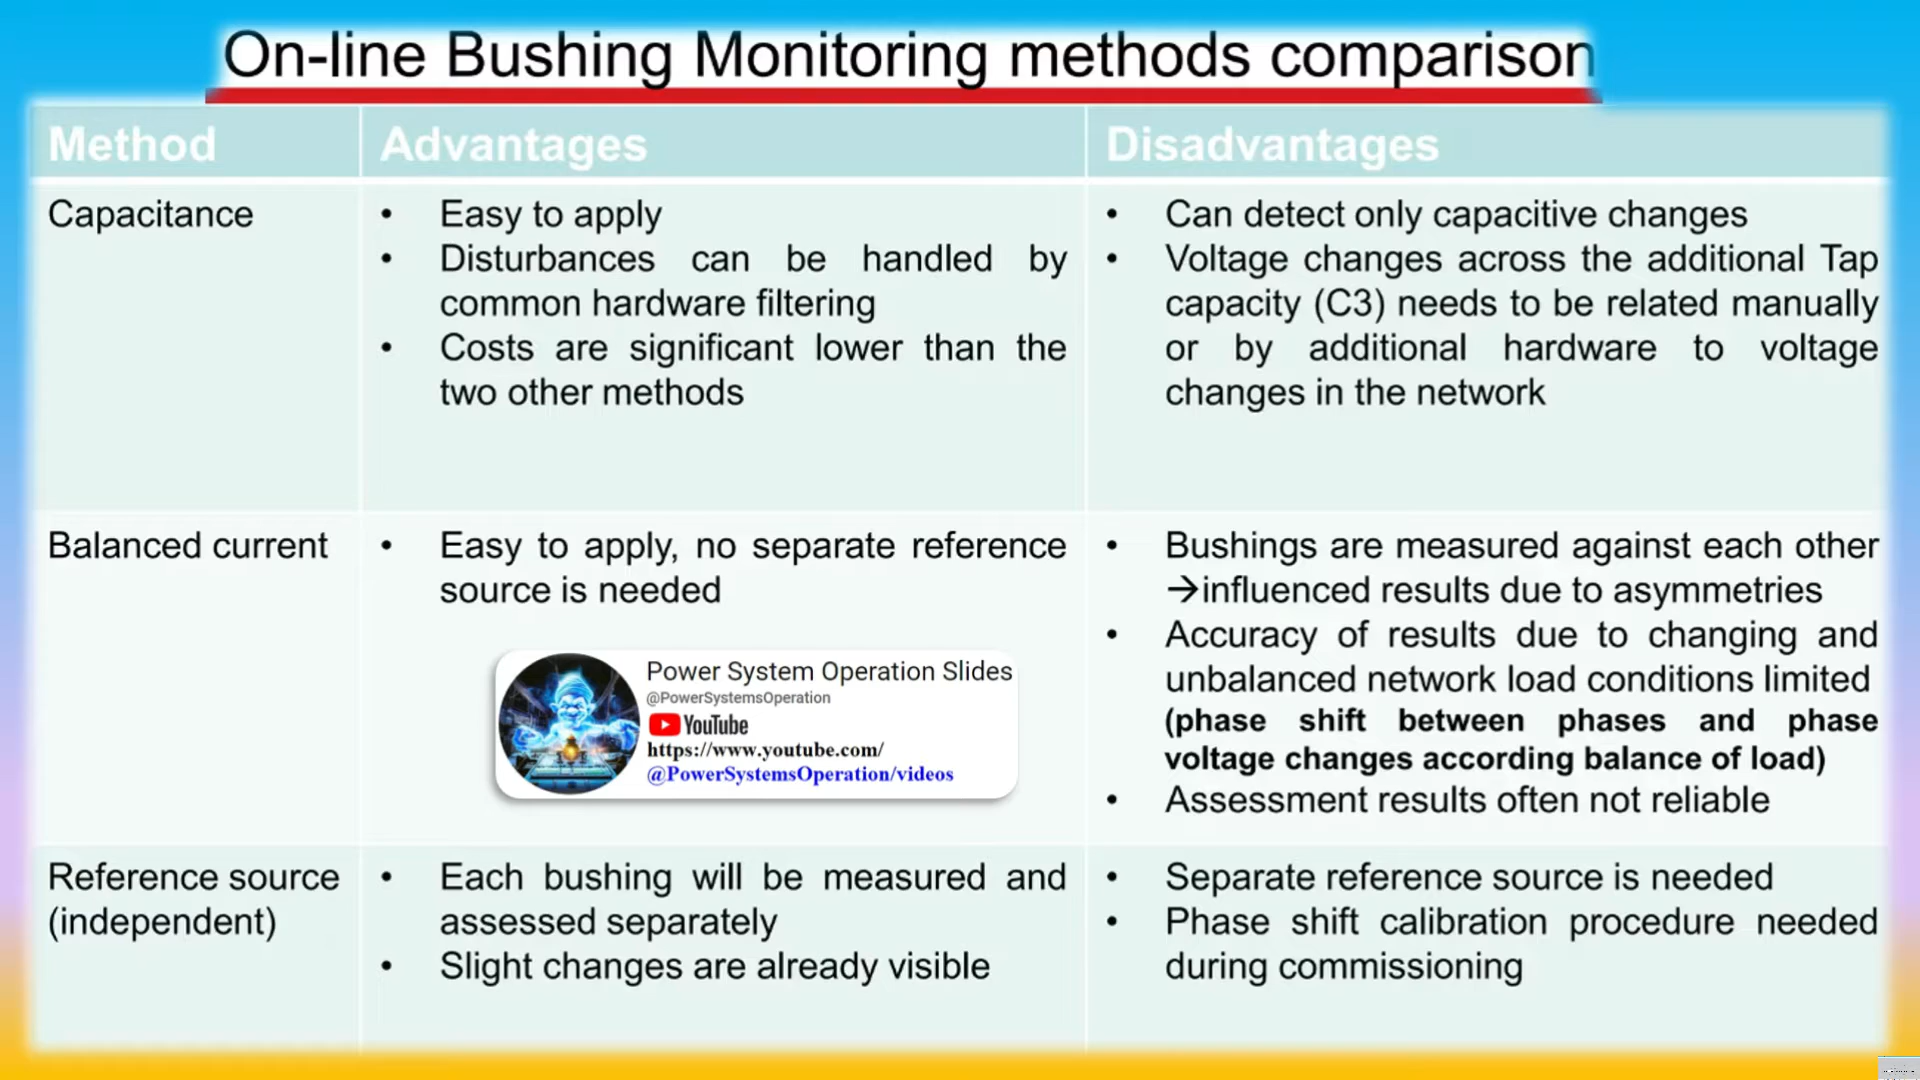 On-line Bushing Monitoring methods comparison
Method
Advantages
Disadvantages
Capacitance
• Easy to apply
• Disturbances can be handled by
common hardware filtering
• Costs are significant lower than the
two other methods
• Can detect only capacitive changes
• Voltage changes across the additional Tap
capacity (C3) needs to be related manually
or by additional hardware to voltage
changes in the network
Balanced current
• Easy to apply, no separate reference
source is needed
Power System Operation Slides
@PowerSystemsOperation
YouTube
https://www.youtube.com/
@PowerSystemsOperation/videos
• Bushings are measured against each other
→influenced results due to asymmetries
• Accuracy of results due to changing and
unbalanced network load conditions limited
(phase shift between phases and phase
voltage changes according balance of load)
• Assessment results often not reliable
Reference source
(independent)
• Each bushing will be measured and
assessed separately
• Slight changes are already visible
• Separate reference source is needed
• Phase shift calibration procedure needed
during commissioning